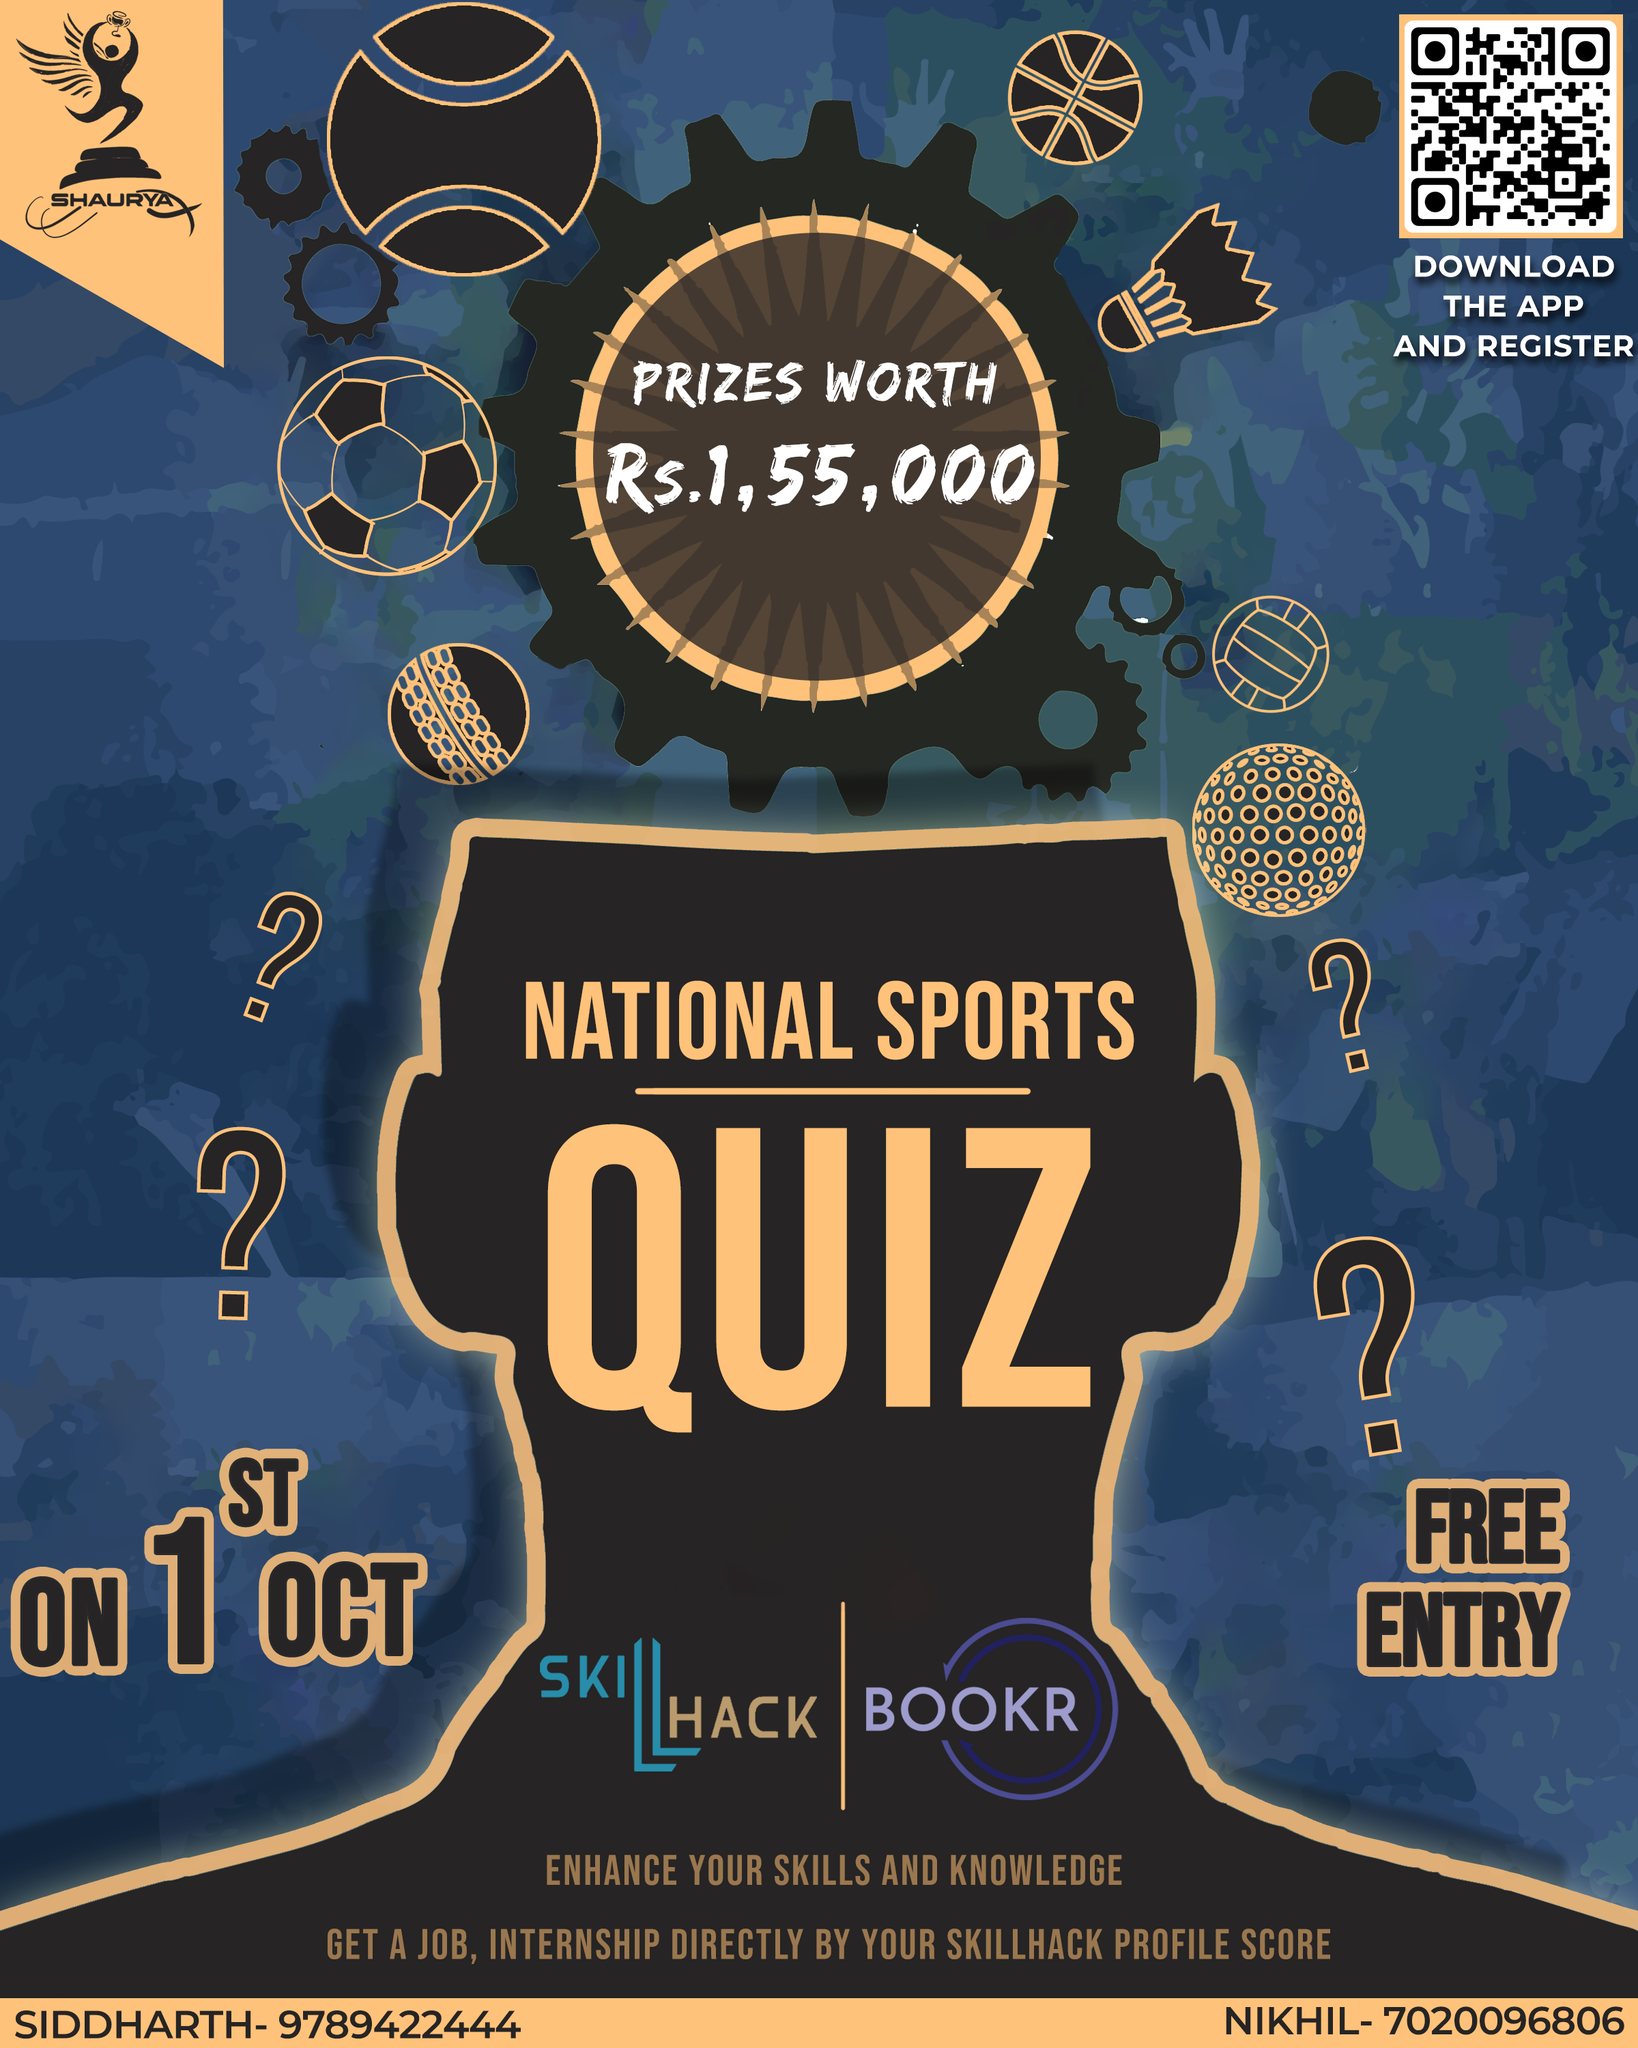 SHAURYA
DOWNLOAD
THE APP
AND REGISTER
PRIZES WORTH
Rs.1,55,000
NATIONAL SPORTS
QUIZ
ON 1ST OCT
FREE
ENTRY
SKILLHACK
BOOKR
ENHANCE YOUR SKILLS AND KNOWLEDGE
GET A JOB, INTERNSHIP DIRECTLY BY YOUR SKILLHACK PROFILE SCORE
SIDDHARTH- 9789422444
NIKHIL- 7020096806